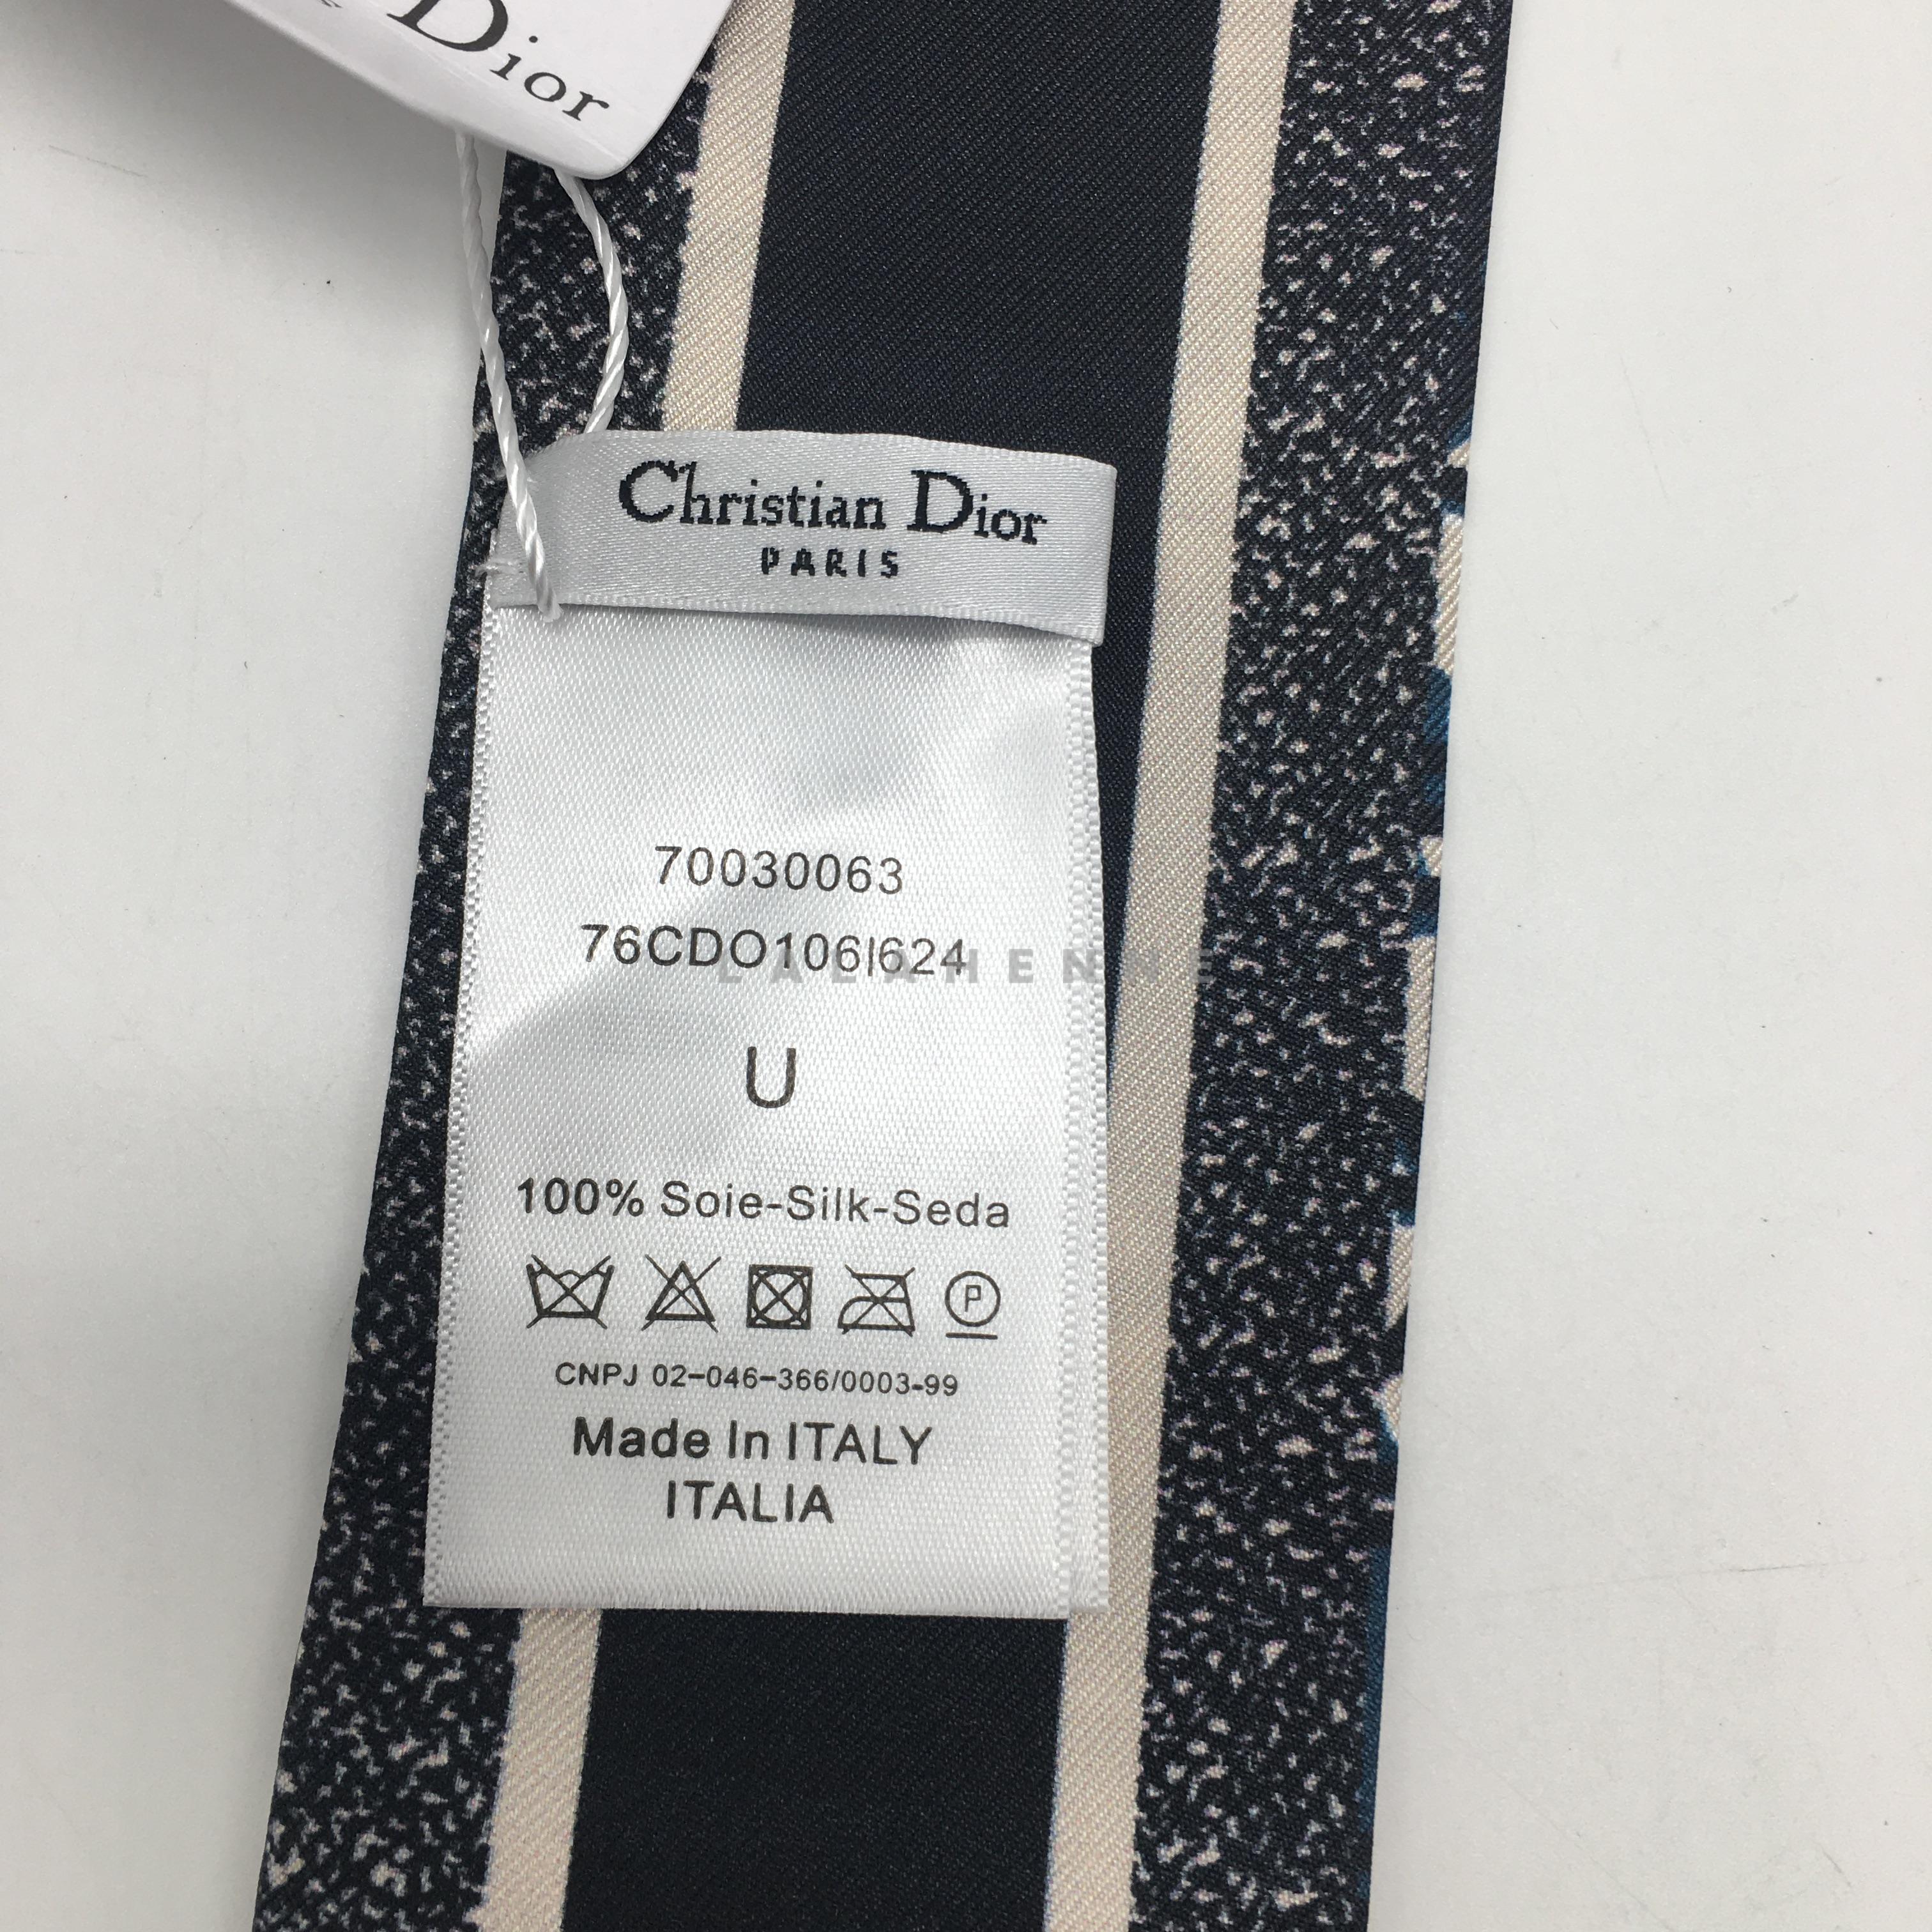 Dior
Christian Dior
PARIS
70030063
76CDO106I624
LALAHENNE
U
100% Soie-Silk-Seda
P
CNPJ 02-046-366/0003-99
Made In ITALY
ITALIA